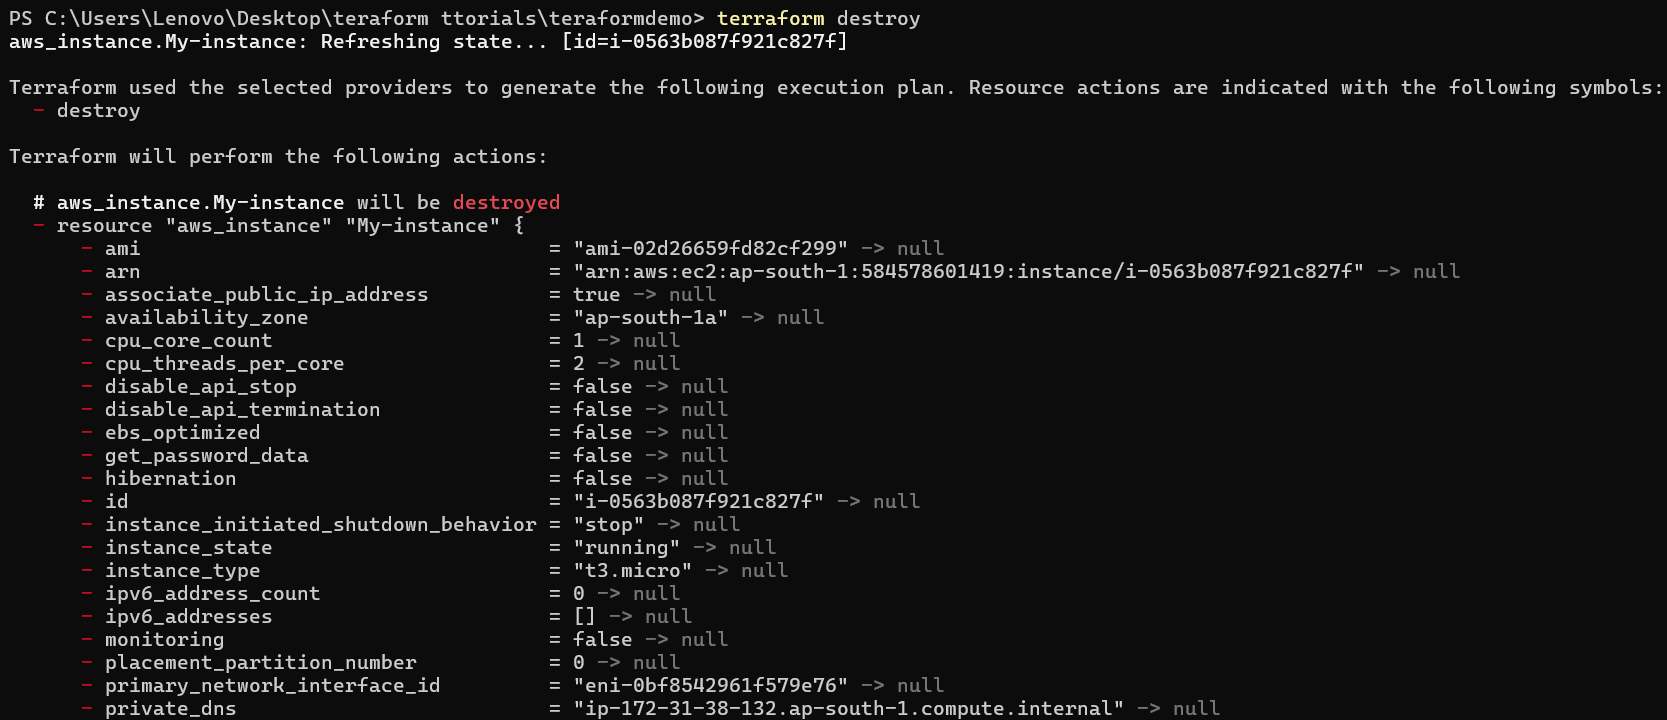 PS C:\Users\Lenovo\Desktop\teraform ttorials\teraformdemo> terraform destroy
aws_instance.My-instance: Refreshing state... [id=i-0563b087f921c827f]
Terraform used the selected providers to generate the following execution plan. Resource actions are indicated with the following symbols:
- destroy
Terraform will perform the following actions:
# aws_instance.My-instance will be destroyed
- resource "aws_instance" "My-instance" {
- ami = "ami-02d26659fd82cf299" -> null
- arn = "arn:aws:ec2:ap-south-1:584578601419:instance/i-0563b087f921c827f" -> null
- associate_public_ip_address = true -> null
- availability_zone = "ap-south-1a" -> null
- cpu_core_count = 1 -> null
- cpu_threads_per_core = 2 -> null
- disable_api_stop = false -> null
- disable_api_termination = false -> null
- ebs_optimized = false -> null
- get_password_data = false -> null
- hibernation = false -> null
- id = "i-0563b087f921c827f" -> null
- instance_initiated_shutdown_behavior = "stop" -> null
- instance_state = "running" -> null
- instance_type = "t3.micro" -> null
- ipv6_address_count = 0 -> null
- ipv6_addresses = [] -> null
- monitoring = false -> null
- placement_partition_number = 0 -> null
- primary_network_interface_id = "eni-0bf8542961f579e76" -> null
- private_dns = "ip-172-31-38-132.ap-south-1.compute.internal" -> null